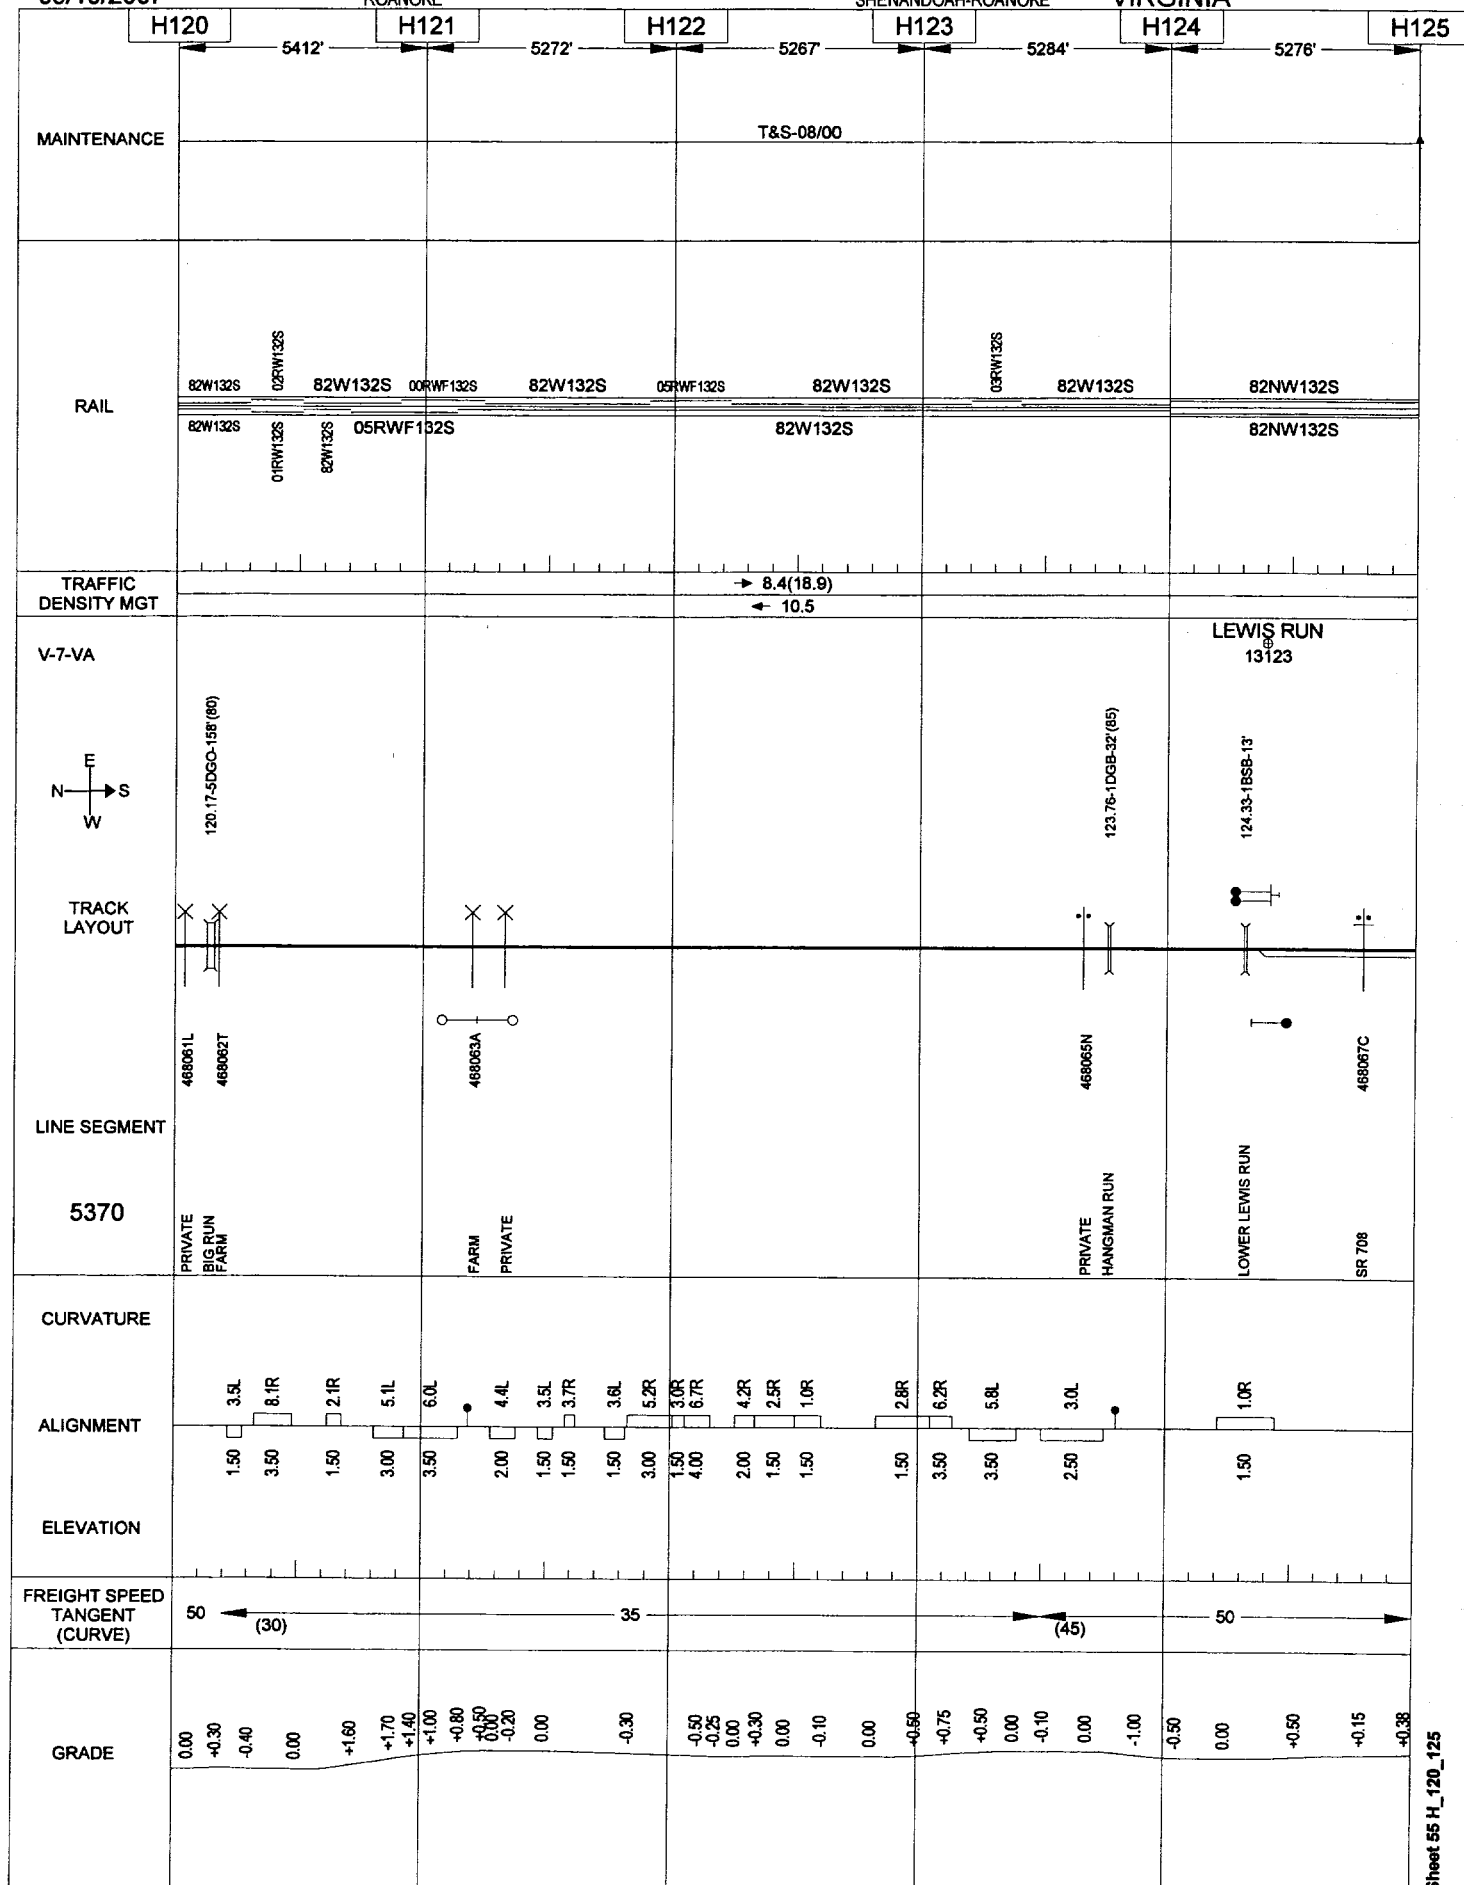 ROANOKE SHENANDOAH-ROANOKE VIRGINIA
H120 H121 H122 H123 H124 H125
5412' 5272' 5267' 5284' 5276'
MAINTENANCE
T&S-08/00
02RW132S 03RW132S
82W132S 82W132S 00RWF132S 82W132S 05RWF132S 82W132S 82W132S 82NW132S
RAIL
82W132S 05RWF132S 82W132S 82NW132S
01RW132S 82W132S
TRAFFIC
DENSITY MGT
8.4(18.9)
10.5
V-7-VA
LEWIS RUN
13123
120.17-5DGO-158'(80) 123.76-1DGB-32'(85) 124.33-1BSB-13'
E
N S
W
TRACK
LAYOUT
468061L 468062T 468063A 468065N 468067C
LINE SEGMENT
5370
PRIVATE BIG RUN FARM FARM PRIVATE PRIVATE HANGMAN RUN LOWER LEWIS RUN SR 708
CURVATURE
3.5L 8.1R 2.1R 5.1L 6.0L 4.4L 3.5L 3.7R 3.6L 5.2R 3.0R 6.7R 4.2R 2.5R 1.0R 2.8R 6.2R 5.8L 3.0L 1.0R
ALIGNMENT
1.50 3.50 1.50 3.00 3.50 2.00 1.50 1.50 1.50 3.00 1.50 4.00 2.00 1.50 1.50 1.50 3.50 3.50 2.50 1.50
ELEVATION
FREIGHT SPEED
TANGENT
(CURVE)
50 (30) 35 (45) 50
GRADE
0.00 +0.30 -0.40 0.00 +1.60 +1.70 +1.40 +1.00 +0.80 +0.50 0.00 -0.20 0.00 -0.30 -0.50 -0.25 0.00 +0.30 0.00 -0.10 0.00 +0.50 +0.75 +0.50 0.00 -0.10 0.00 -1.00 -0.50 0.00 +0.50 +0.15 +0.38
Sheet 55 H_120_125